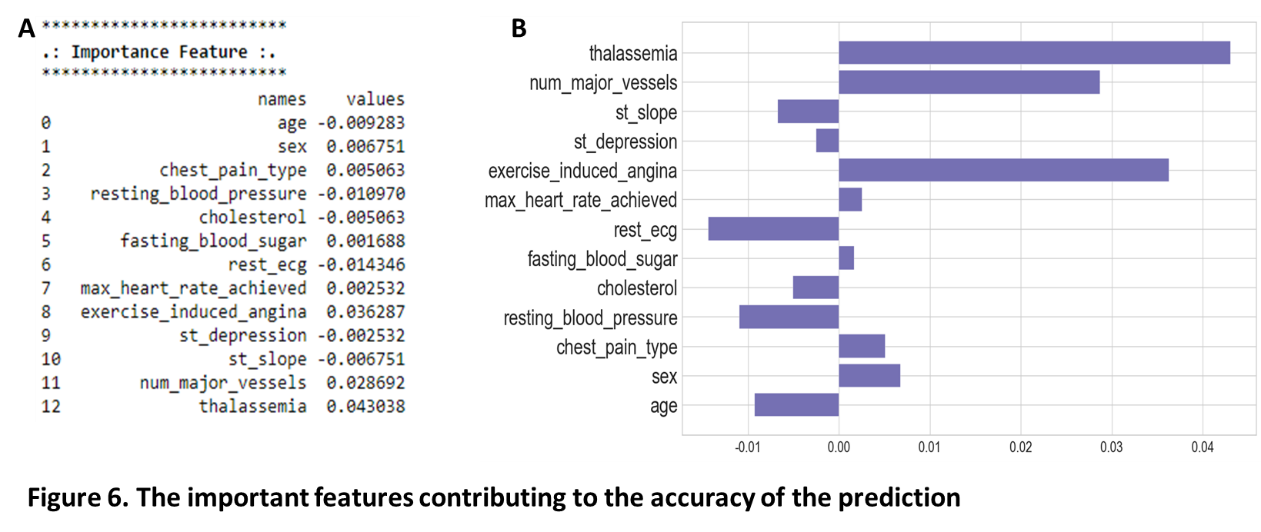 A
*************************
.: Importance Feature :.
*************************
names values
0 age -0.009283
1 sex 0.006751
2 chest_pain_type 0.005063
3 resting_blood_pressure -0.010970
4 cholesterol -0.005063
5 fasting_blood_sugar 0.001688
6 rest_ecg -0.014346
7 max_heart_rate_achieved 0.002532
8 exercise_induced_angina 0.036287
9 st_depression -0.002532
10 st_slope -0.006751
11 num_major_vessels 0.028692
12 thalassemia 0.043038
B
thalassemia
num_major_vessels
st_slope
st_depression
exercise_induced_angina
max_heart_rate_achieved
rest_ecg
fasting_blood_sugar
cholesterol
resting_blood_pressure
chest_pain_type
sex
age
-0.01 0.00 0.01 0.02 0.03 0.04
Figure 6. The important features contributing to the accuracy of the prediction